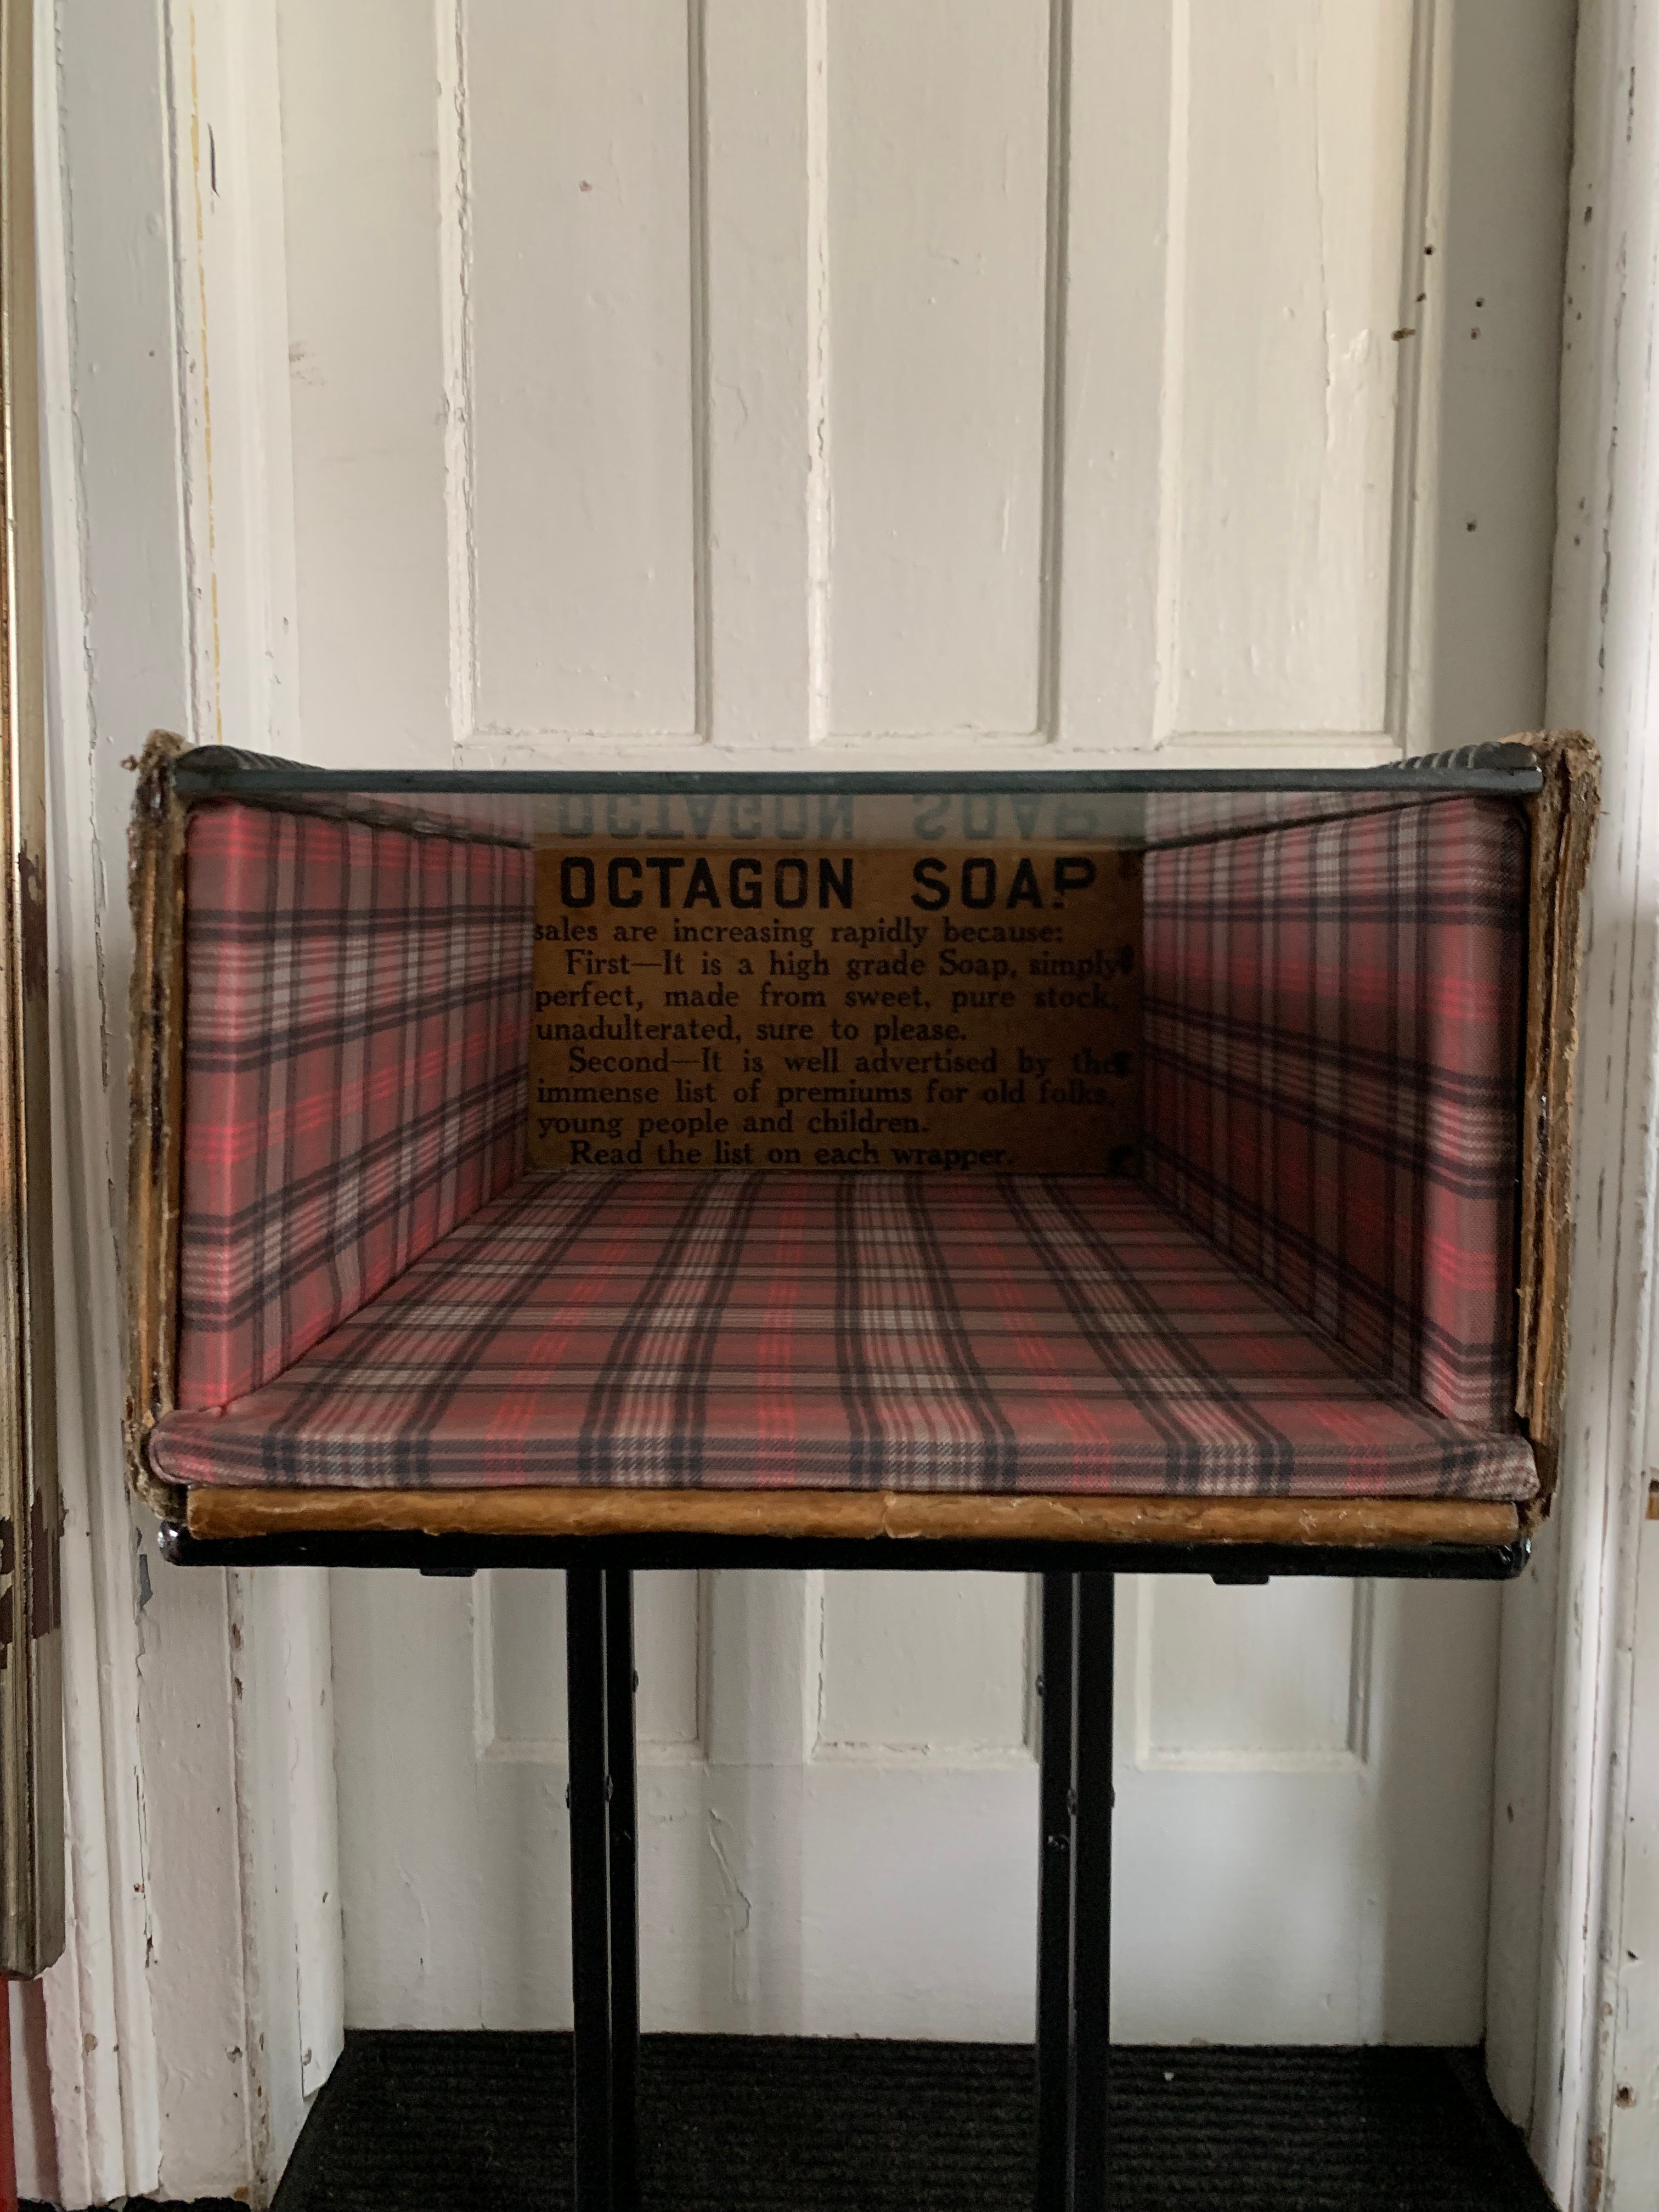 OCTAGON SOAP
sales are increasing rapidly because:
First—It is a high grade Soap, simply
perfect, made from sweet, pure stock,
unadulterated, sure to please.
Second—It is well advertised by the
immense list of premiums for old folks,
young people and children.
Read the list on each wrapper.